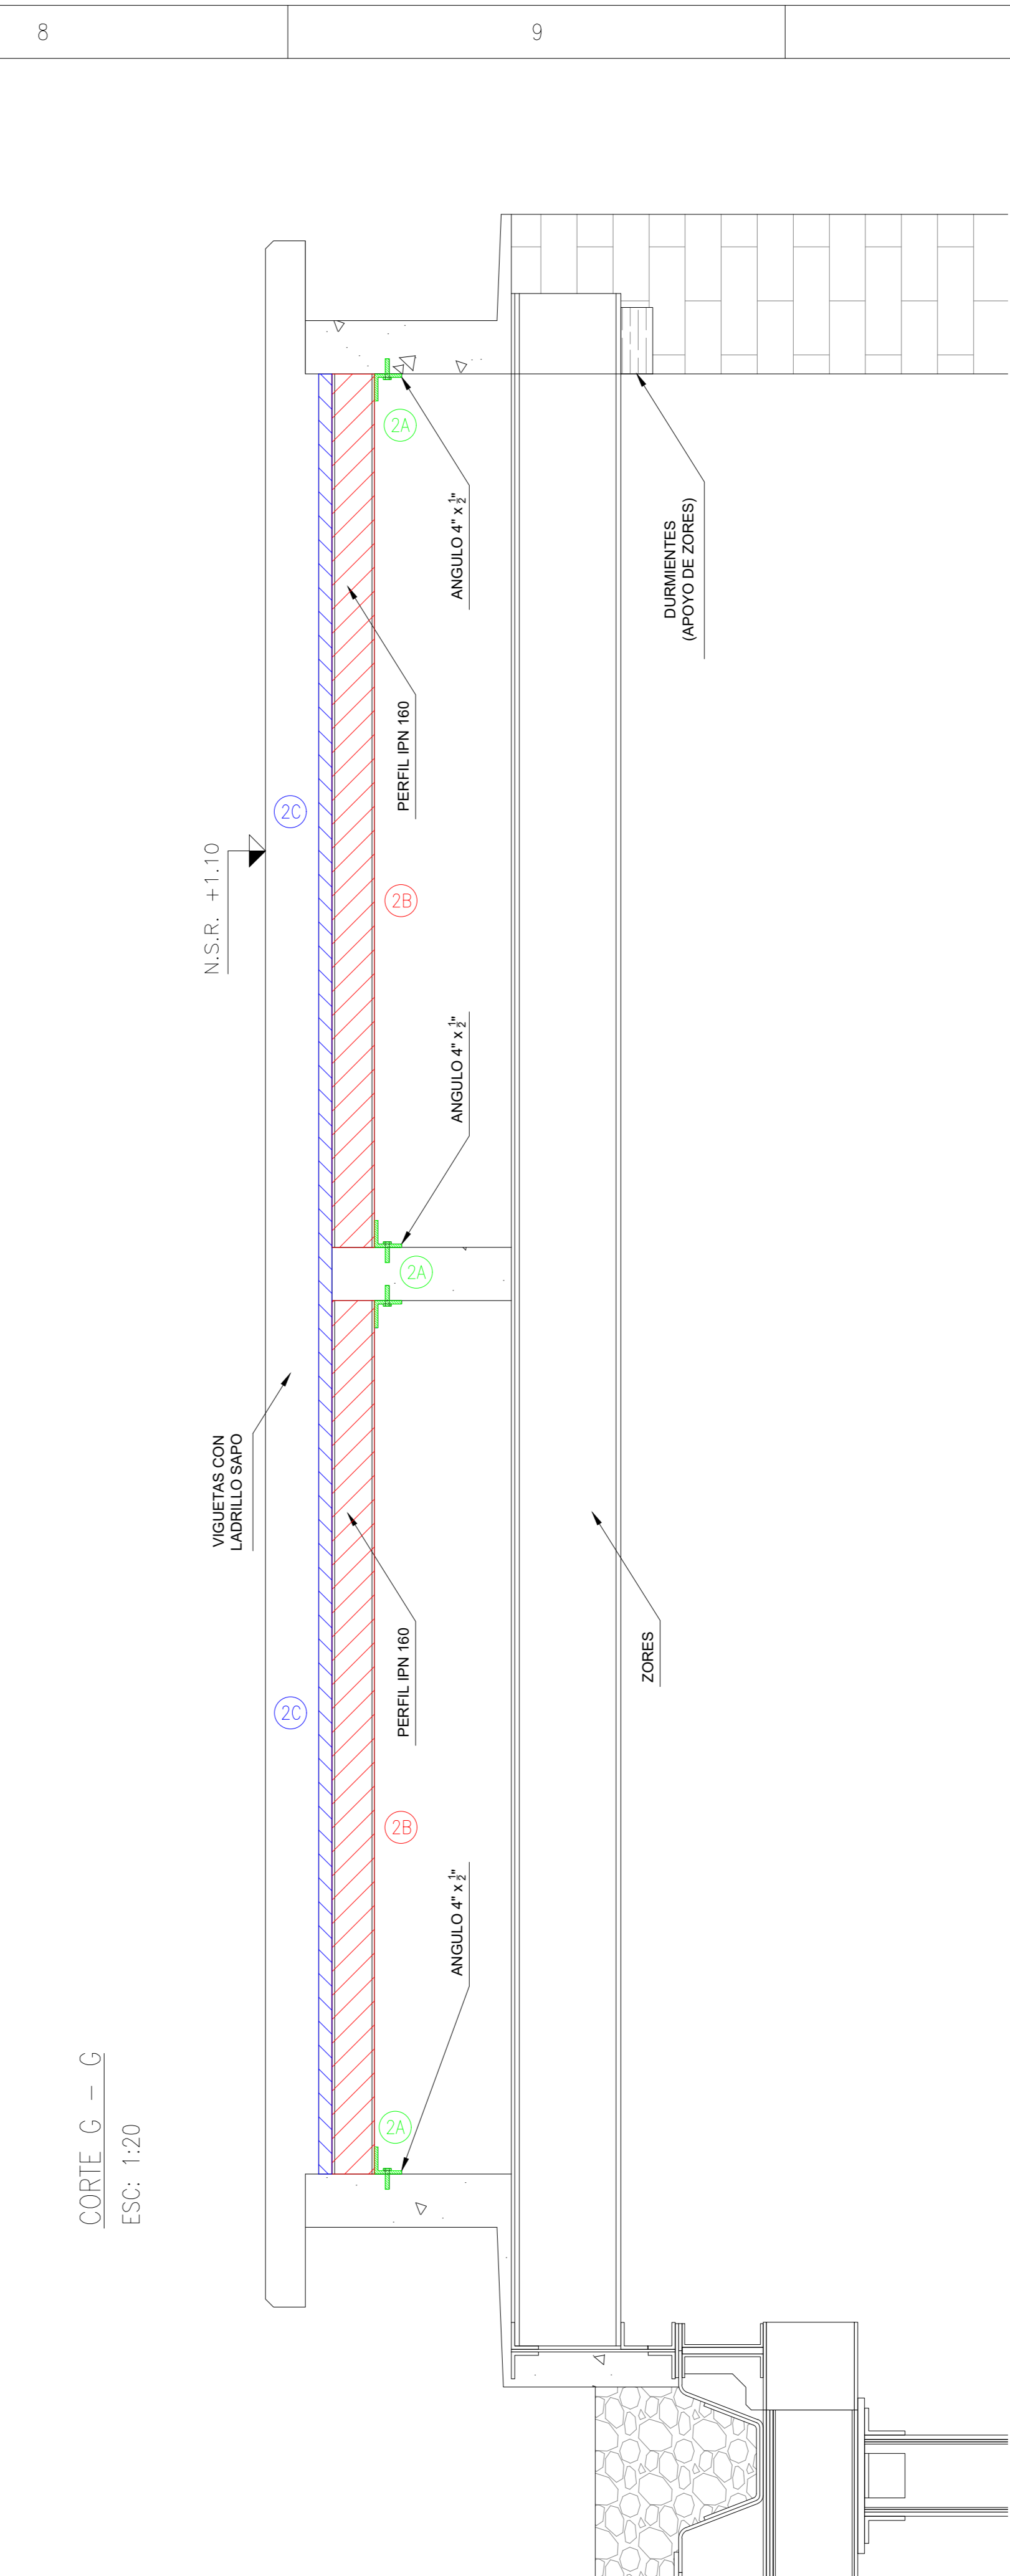 8
9
CORTE G - G
ESC: 1:20
N.S.R. +1.10
VIGUETAS CON
LADRILLO SAPO
2C
2C
PERFIL IPN 160
PERFIL IPN 160
2B
2B
2A
2A
2A
ANGULO 4" x 1/2"
ANGULO 4" x 1/2"
ANGULO 4" x 1/2"
ZORES
DURMIENTES
(APOYO DE ZORES)